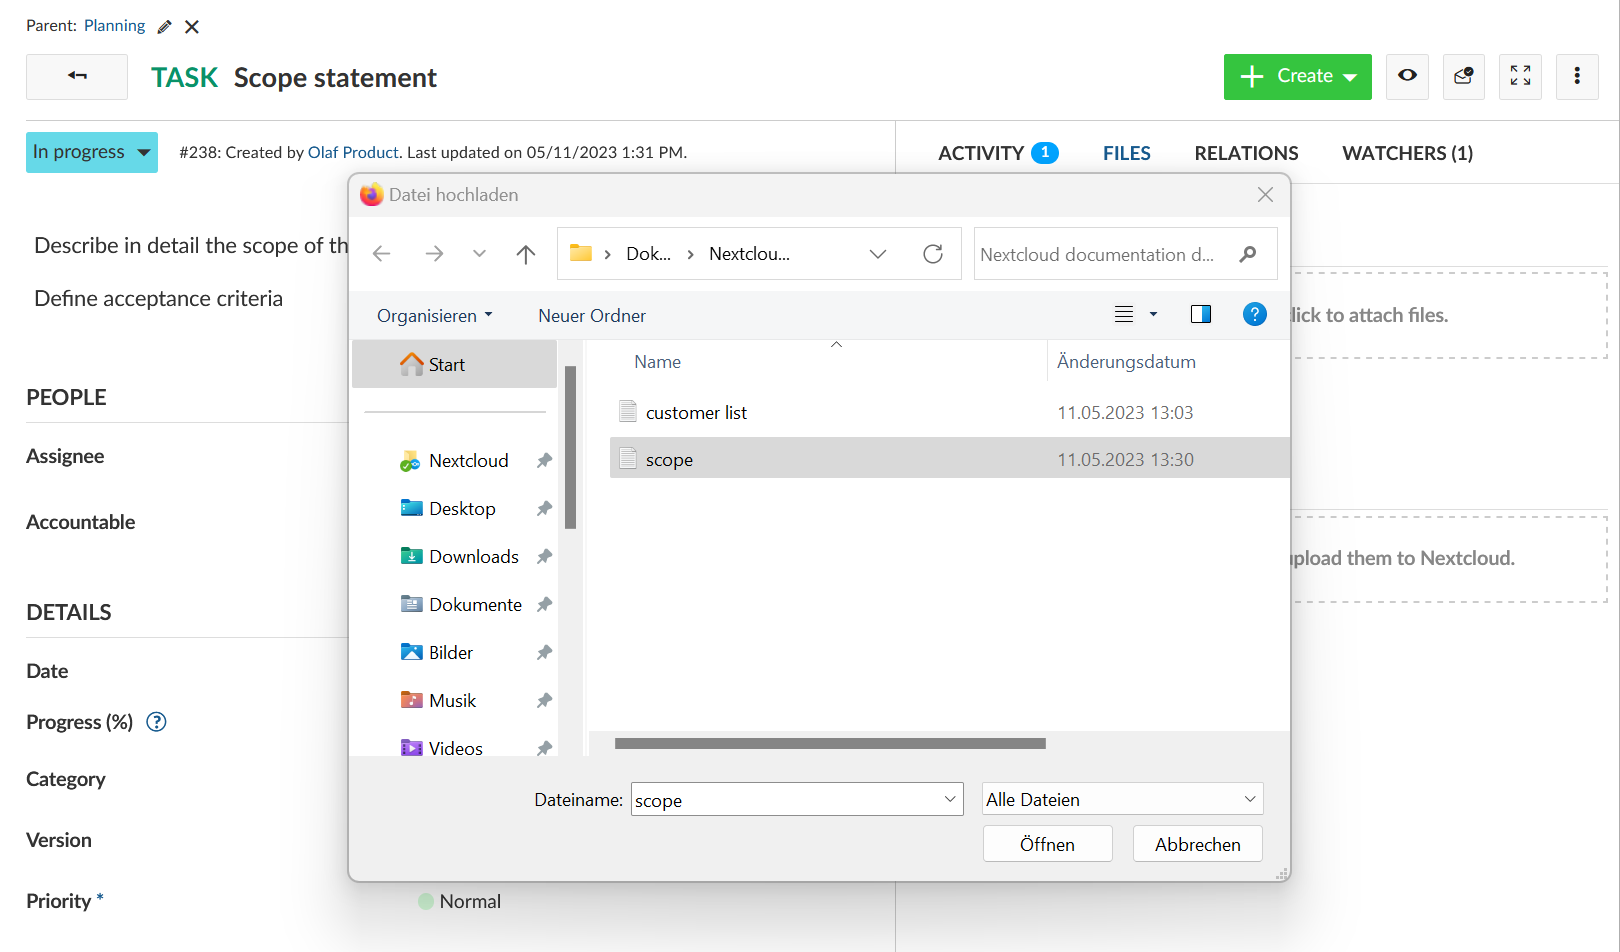 Parent: Planning
TASK Scope statement
Create
In progress
#238: Created by Olaf Product. Last updated on 05/11/2023 1:31 PM.
ACTIVITY 1 FILES RELATIONS WATCHERS (1)
Describe in detail the scope of th
Define acceptance criteria
PEOPLE
Assignee
Accountable
DETAILS
Date
Progress (%) ?
Category
Version
Priority * Normal
Datei hochladen
Dok... Nextclou...
Nextcloud documentation d...
Organisieren Neuer Ordner ?
Start
Nextcloud
Desktop
Downloads
Dokumente
Bilder
Musik
Videos
Name Änderungsdatum
customer list 11.05.2023 13:03
scope 11.05.2023 13:30
Dateiname: scope Alle Dateien
Öffnen Abbrechen
lick to attach files.
pload them to Nextcloud.